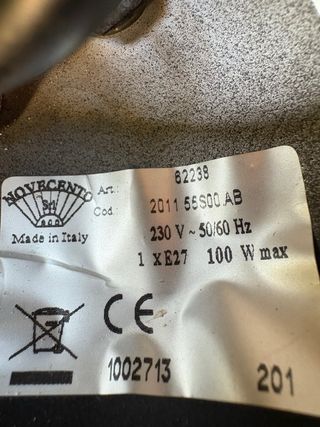 NOVECENTO
Made in Italy
Art.: 62238
Cod.: 2011 55S00 AB
230 V ~ 50/60 Hz
1 x E27 100 W max
CE
1002713
201